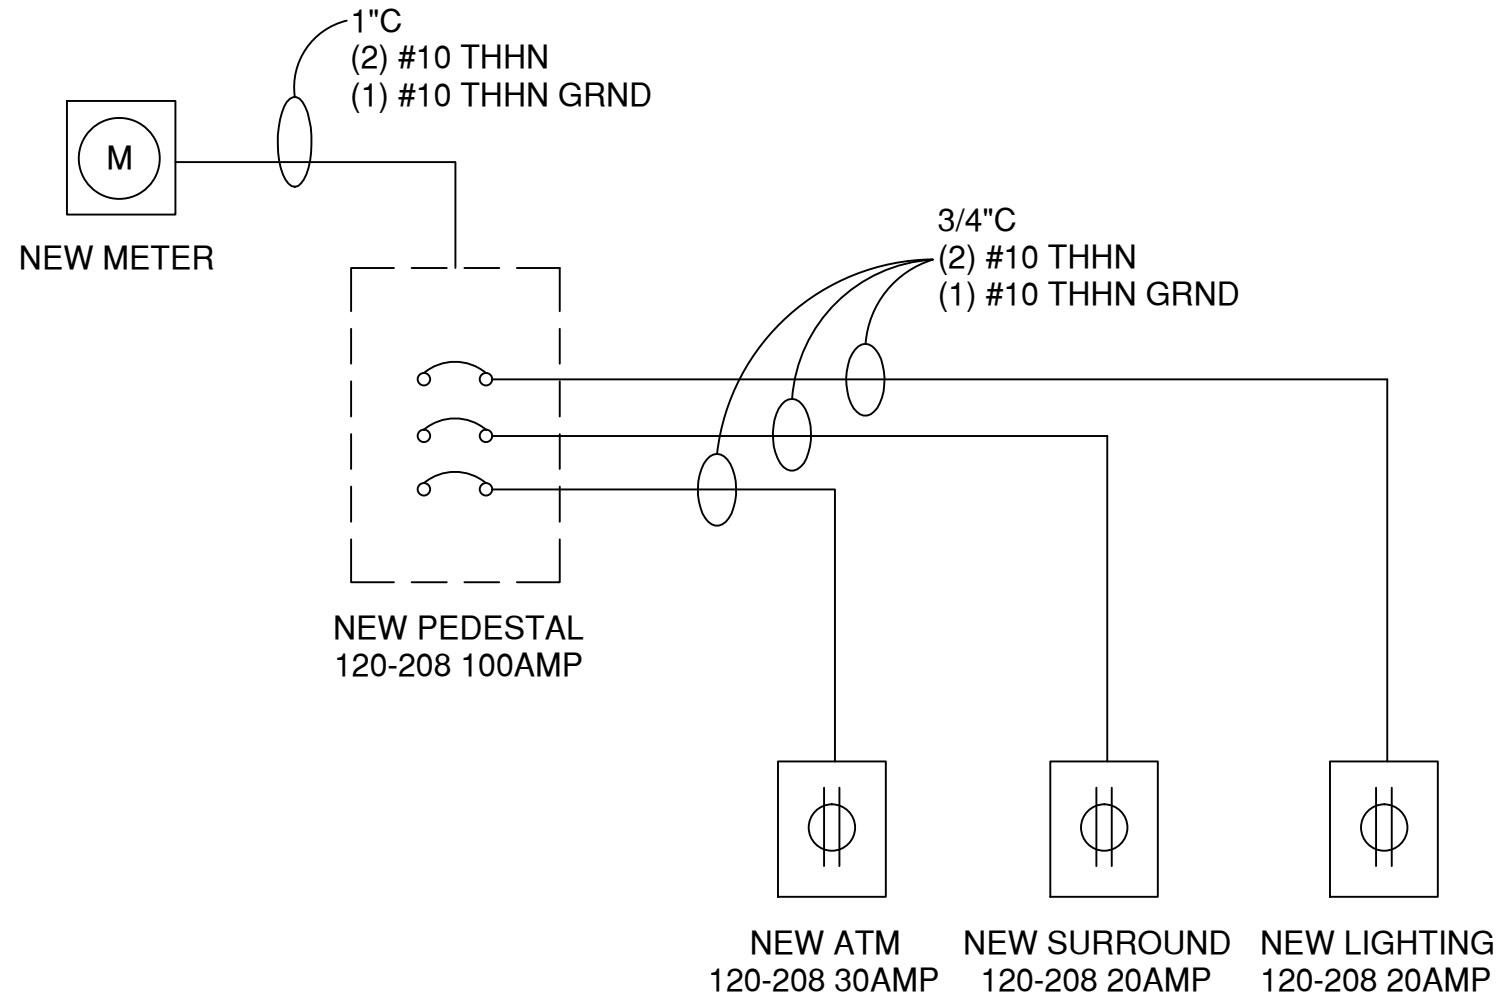 1"C
(2) #10 THHN
(1) #10 THHN GRND
M
NEW METER
3/4"C
(2) #10 THHN
(1) #10 THHN GRND
NEW PEDESTAL
120-208 100AMP
NEW ATM
120-208 30AMP
NEW SURROUND
120-208 20AMP
NEW LIGHTING
120-208 20AMP